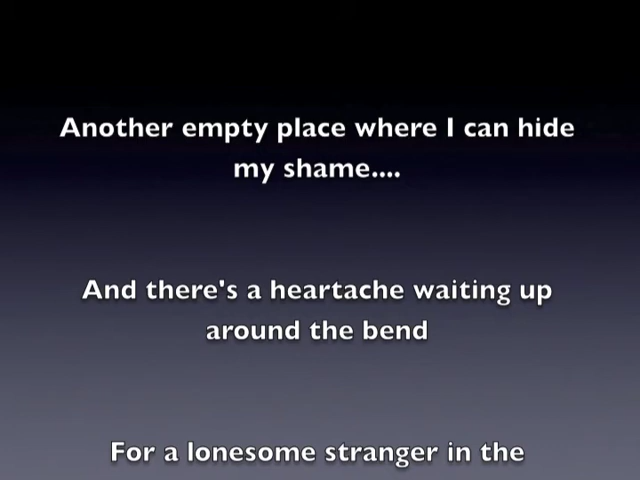 Another empty place where I can hide
my shame....
And there's a heartache waiting up
around the bend
For a lonesome stranger in the